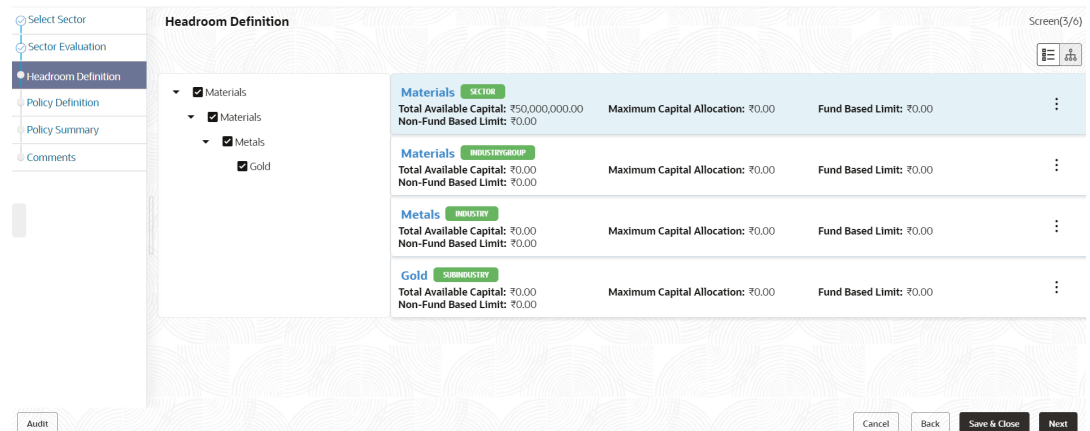 Select Sector
Sector Evaluation
Headroom Definition
Policy Definition
Policy Summary
Comments
Headroom Definition
Screen(3/6)
Materials
Materials
Metals
Gold
Materials SECTOR
Total Available Capital: ₹50,000,000.00 Maximum Capital Allocation: ₹0.00 Fund Based Limit: ₹0.00
Non-Fund Based Limit: ₹0.00
Materials INDUSTRYGROUP
Total Available Capital: ₹0.00 Maximum Capital Allocation: ₹0.00 Fund Based Limit: ₹0.00
Non-Fund Based Limit: ₹0.00
Metals INDUSTRY
Total Available Capital: ₹0.00 Maximum Capital Allocation: ₹0.00 Fund Based Limit: ₹0.00
Non-Fund Based Limit: ₹0.00
Gold SUBINDUSTRY
Total Available Capital: ₹0.00 Maximum Capital Allocation: ₹0.00 Fund Based Limit: ₹0.00
Non-Fund Based Limit: ₹0.00
Audit Cancel Back Save & Close Next